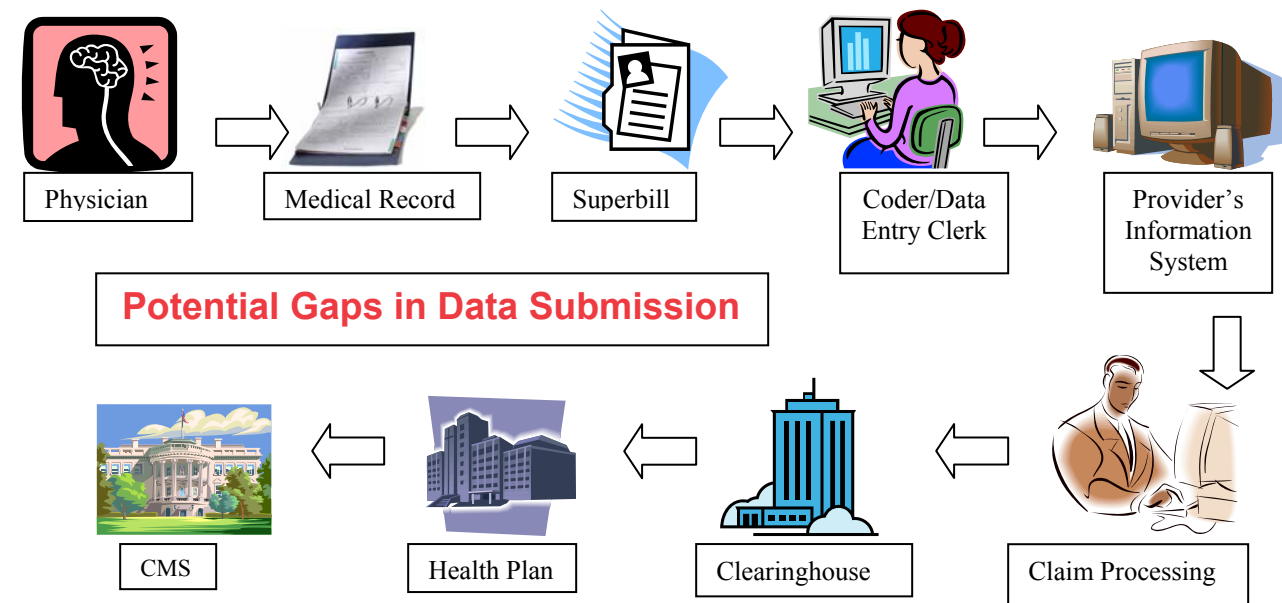 Physician
Medical Record
Superbill
Coder/Data
Entry Clerk
Provider's
Information
System
Potential Gaps in Data Submission
CMS
Health Plan
Clearinghouse
Claim Processing